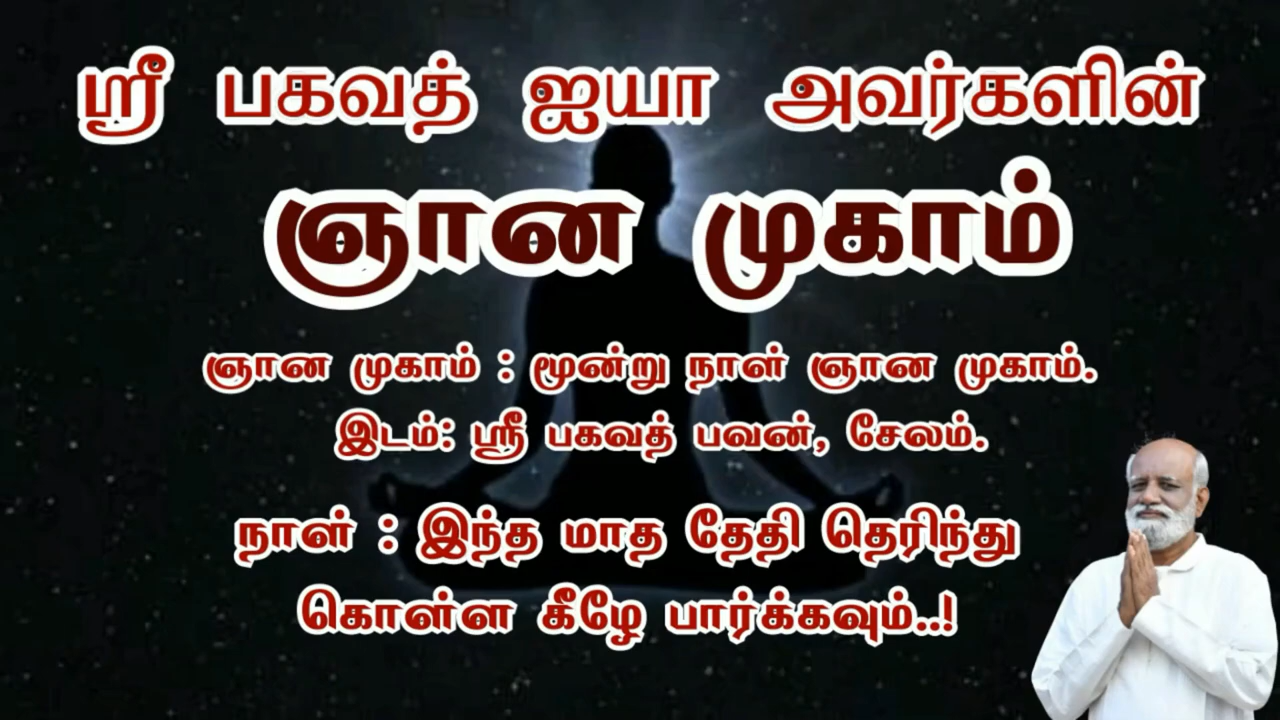 ஸ்ரீ பகவத் ஐயா அவர்களின்
ஞான முகாம்
ஞான முகாம் : மூன்று நாள் ஞான முகாம்.
இடம்: ஸ்ரீ பகவத் பவன், சேலம்.
நாள் : இந்த மாத தேதி தெரிந்து
கொள்ள கீழே பார்க்கவும்..!